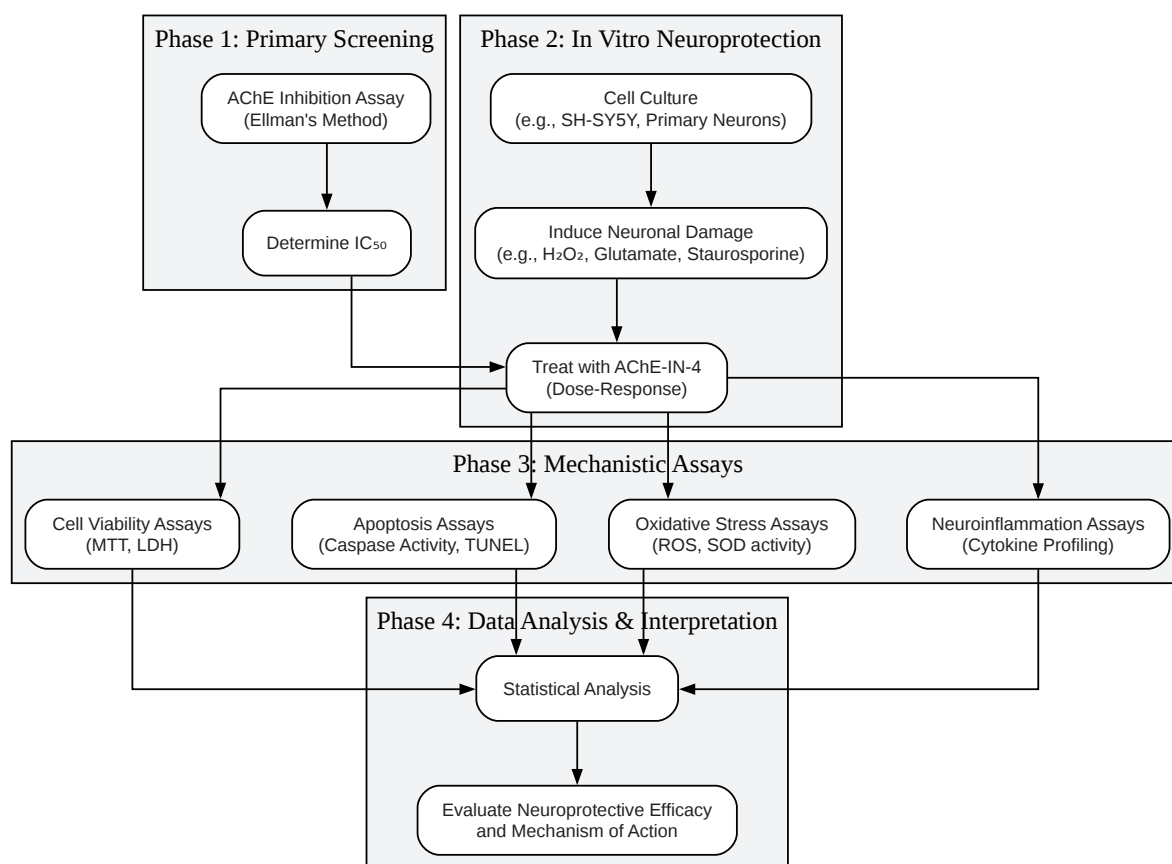 Phase 1: Primary Screening
AChE Inhibition Assay
(Ellman's Method)
Determine IC₅₀
Phase 2: In Vitro Neuroprotection
Cell Culture
(e.g., SH-SY5Y, Primary Neurons)
Induce Neuronal Damage
(e.g., H₂O₂, Glutamate, Staurosporine)
Treat with AChE-IN-4
(Dose-Response)
Phase 3: Mechanistic Assays
Cell Viability Assays
(MTT, LDH)
Apoptosis Assays
(Caspase Activity, TUNEL)
Oxidative Stress Assays
(ROS, SOD activity)
Neuroinflammation Assays
(Cytokine Profiling)
Phase 4: Data Analysis & Interpretation
Statistical Analysis
Evaluate Neuroprotective Efficacy
and Mechanism of Action